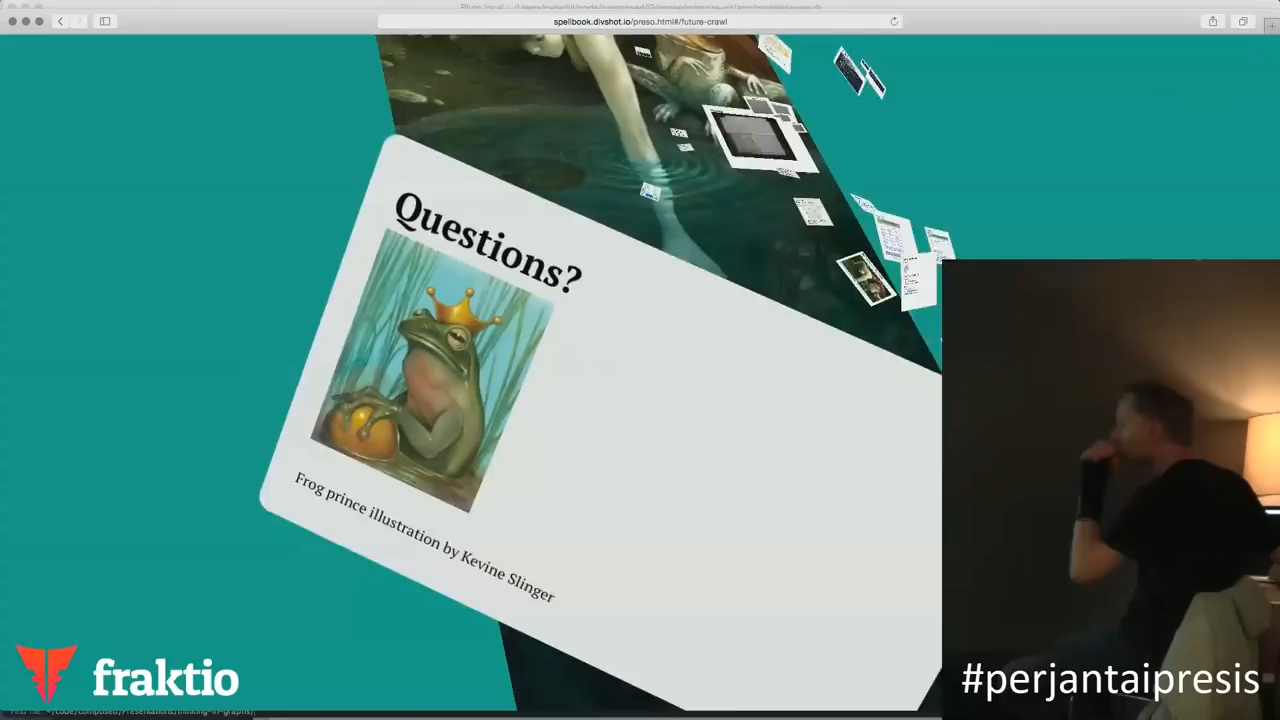 spellbook.divshot.io/preso.html#/future-crawl
Questions?
Frog prince illustration by Kevine Slinger
fraktio
#perjantaipresis